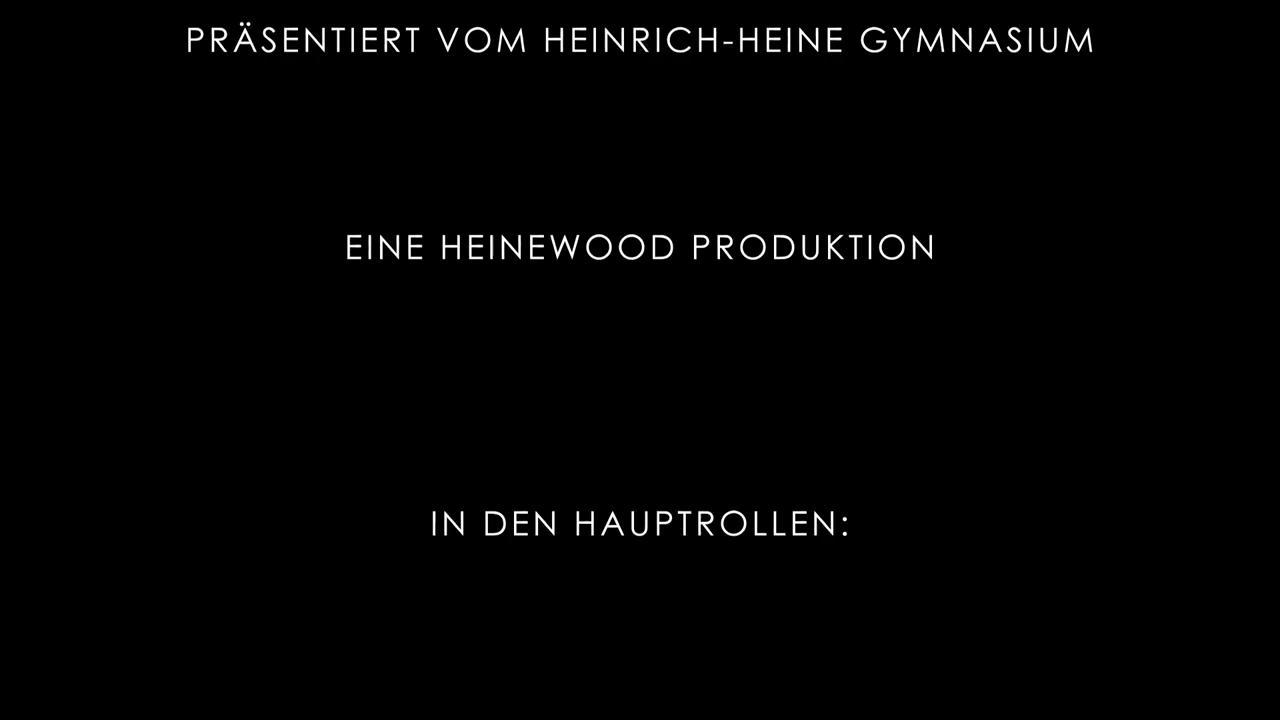 PRÄSENTIERT VOM HEINRICH-HEINE GYMNASIUM
EINE HEINEWOOD PRODUKTION
IN DEN HAUPTROLLEN: